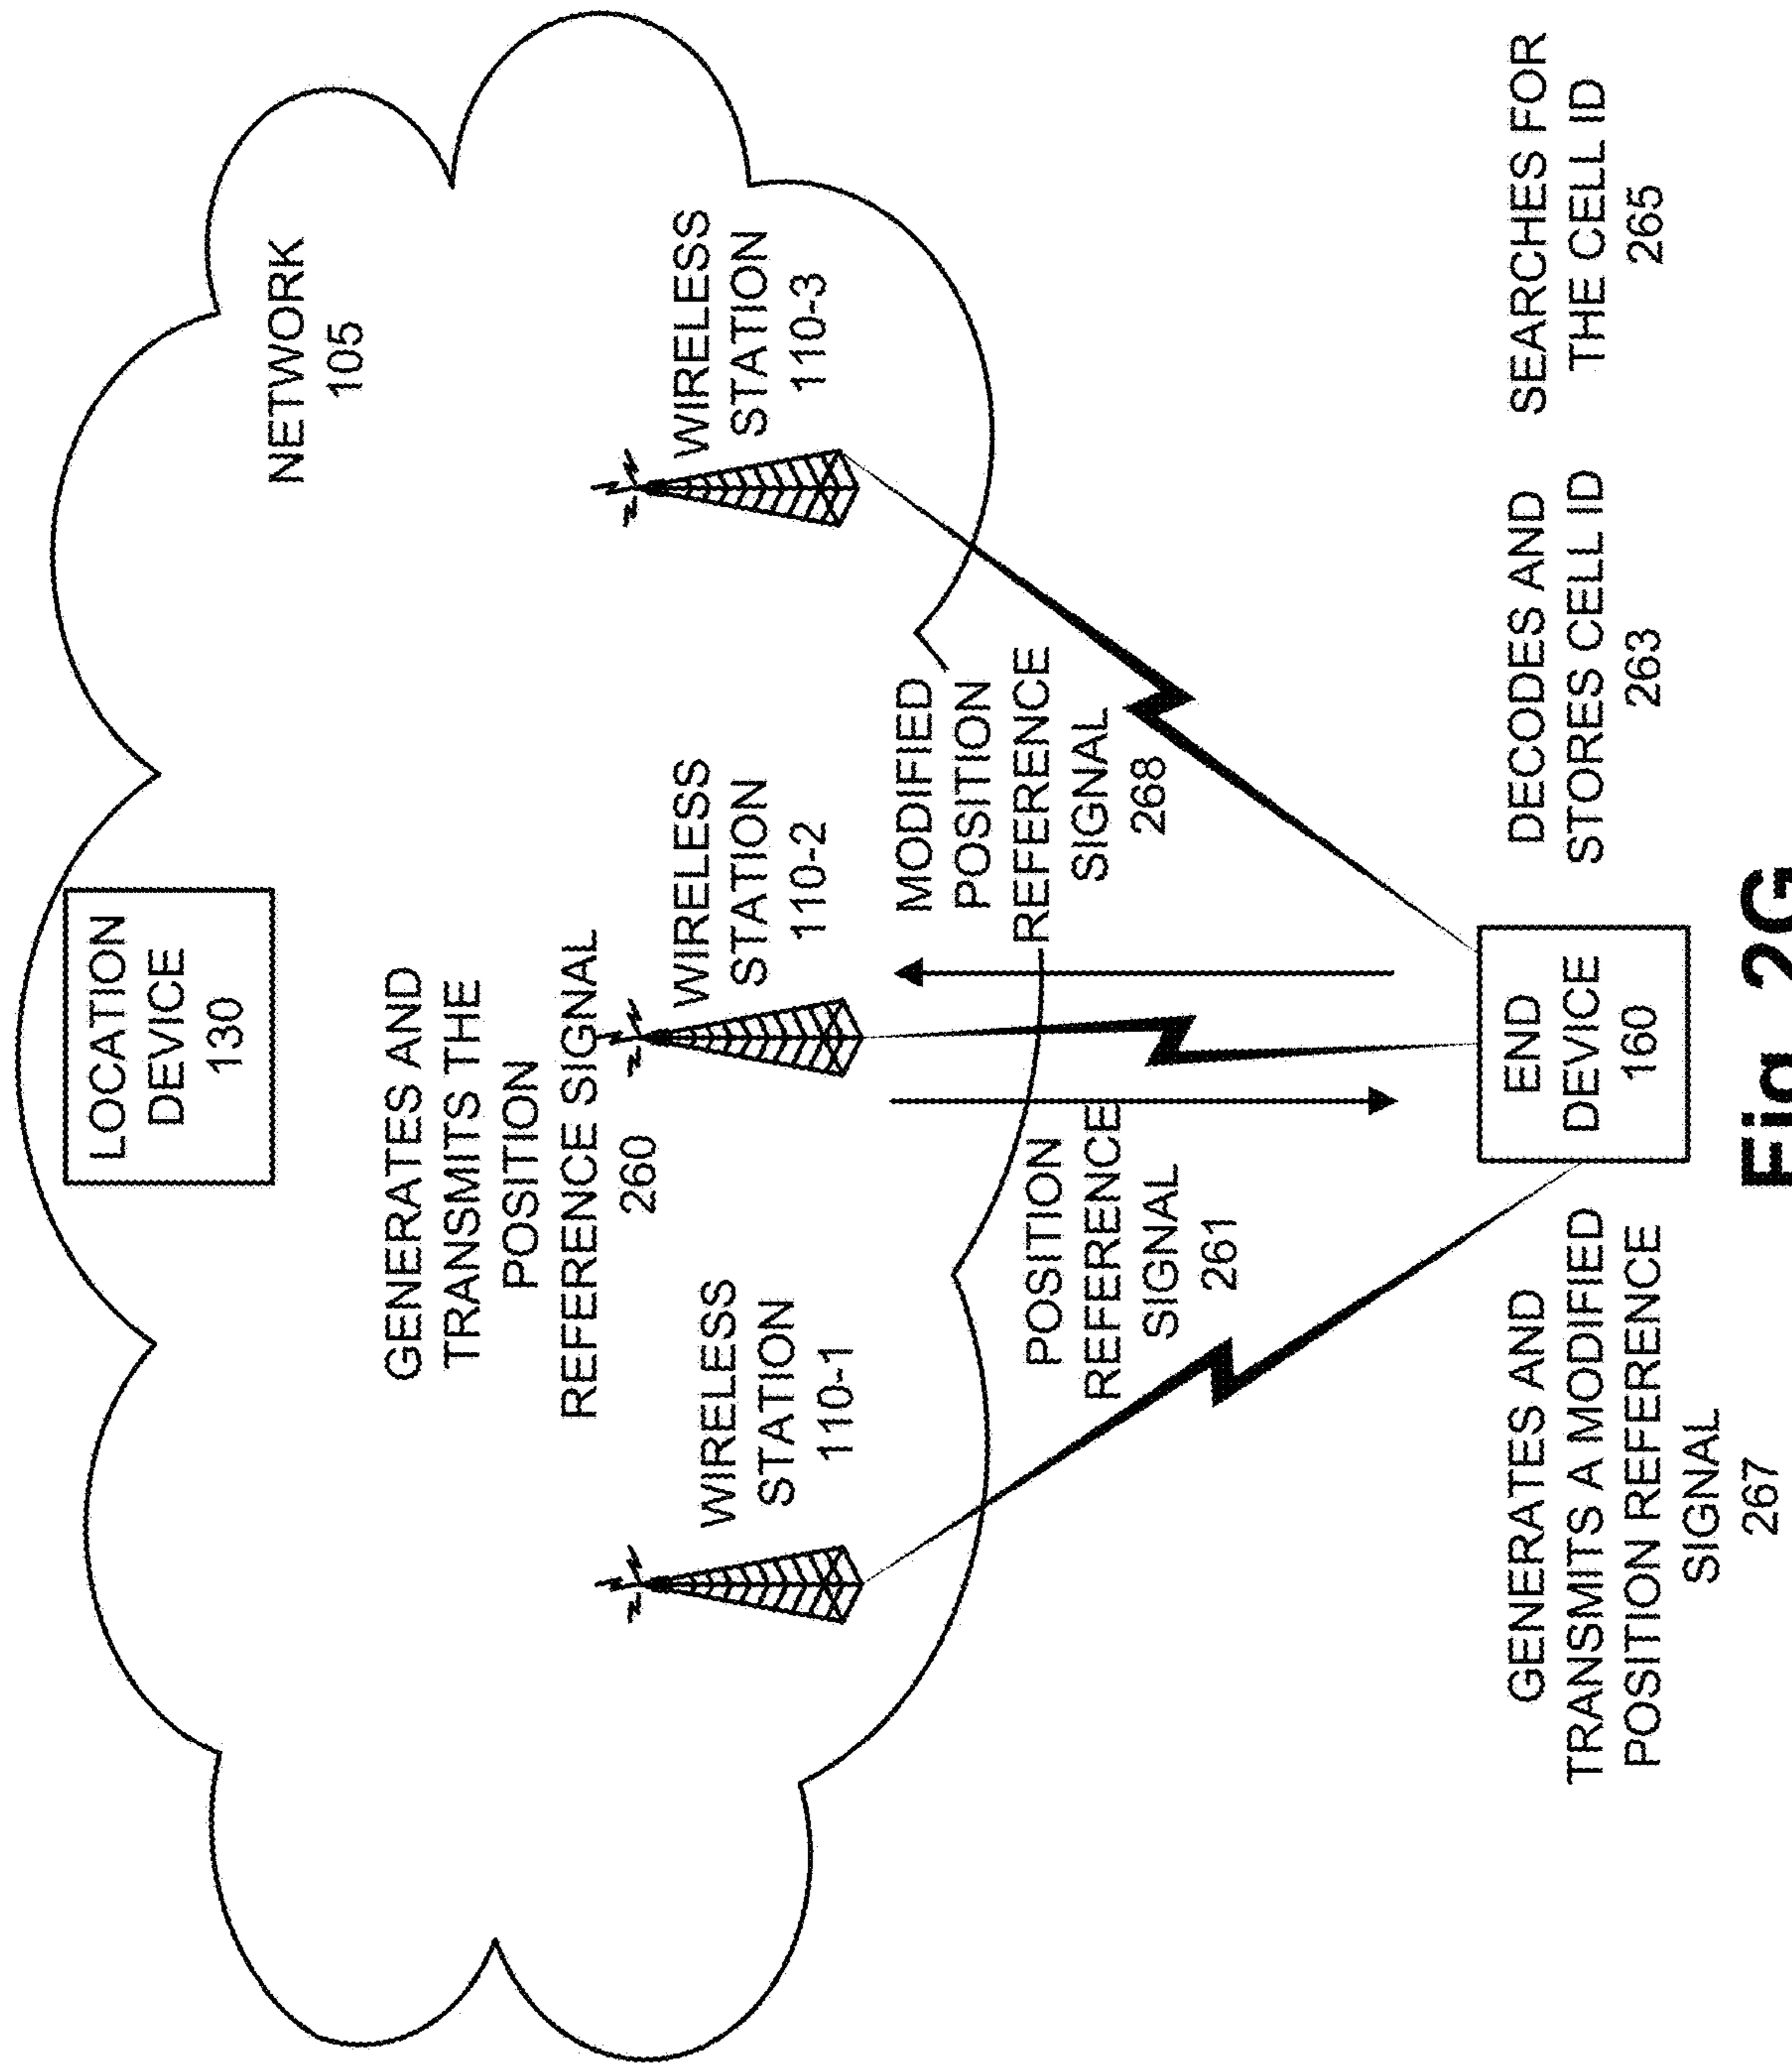 LOCATION
DEVICE
130
NETWORK
105
GENERATES AND
TRANSMITS THE
POSITION
REFERENCE SIGNAL
260
WIRELESS
STATION
110-1
WIRELESS
STATION
110-2
WIRELESS
STATION
110-3
POSITION
REFERENCE
SIGNAL
261
MODIFIED
POSITION
REFERENCE
SIGNAL
268
GENERATES AND
TRANSMITS A MODIFIED
POSITION REFERENCE
SIGNAL
267
END
DEVICE
160
DECODES AND
STORES CELL ID
263
SEARCHES FOR
THE CELL ID
265
Fig. 2G